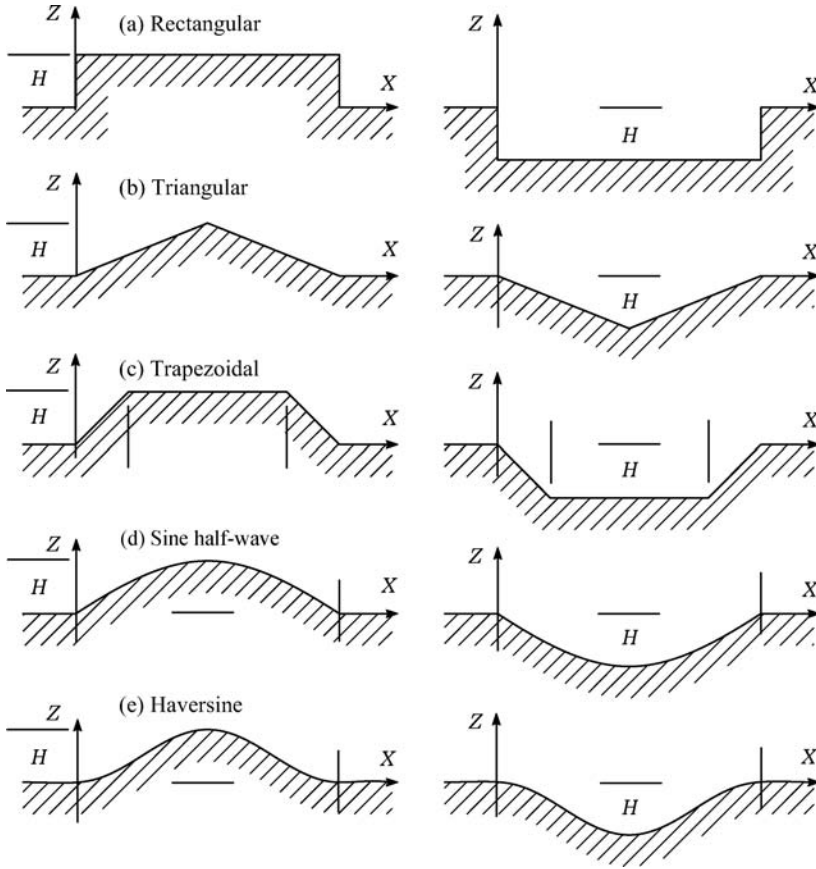 Z (a) Rectangular Z
H X X
H
(b) Triangular
Z Z
H X X
H
(c) Trapezoidal
Z Z
H X X
H
(d) Sine half-wave
Z Z
H X X
H
(e) Haversine
Z Z
H X X
H